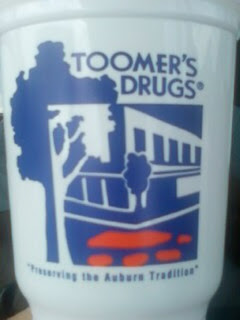 TOOMER'S
DRUGS®
"Preserving the Auburn Tradition"